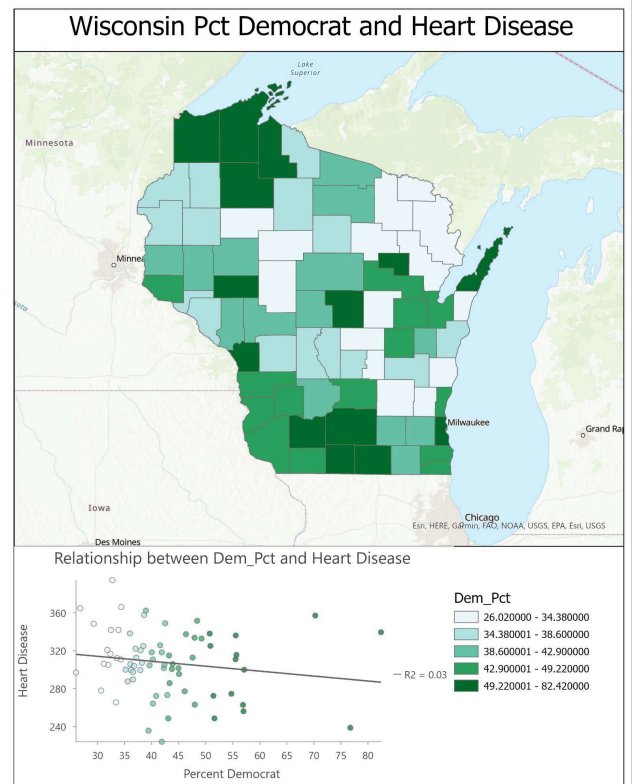 Wisconsin Pct Democrat and Heart Disease
Lake
Superior
Minnesota
Minnea
Milwaukee
Grand Rap
Iowa
Chicago
Esri, HERE, Garmin, FAO, NOAA, USGS, EPA, Esri, USGS
Des Moines
Relationship between Dem_Pct and Heart Disease
Heart Disease
360
320
280
240
30 35 40 45 50 55 60 65 70 75 80
Percent Democrat
R2 = 0.03
Dem_Pct
26.020000 - 34.380000
34.380001 - 38.600000
38.600001 - 42.900000
42.900001 - 49.220000
49.220001 - 82.420000